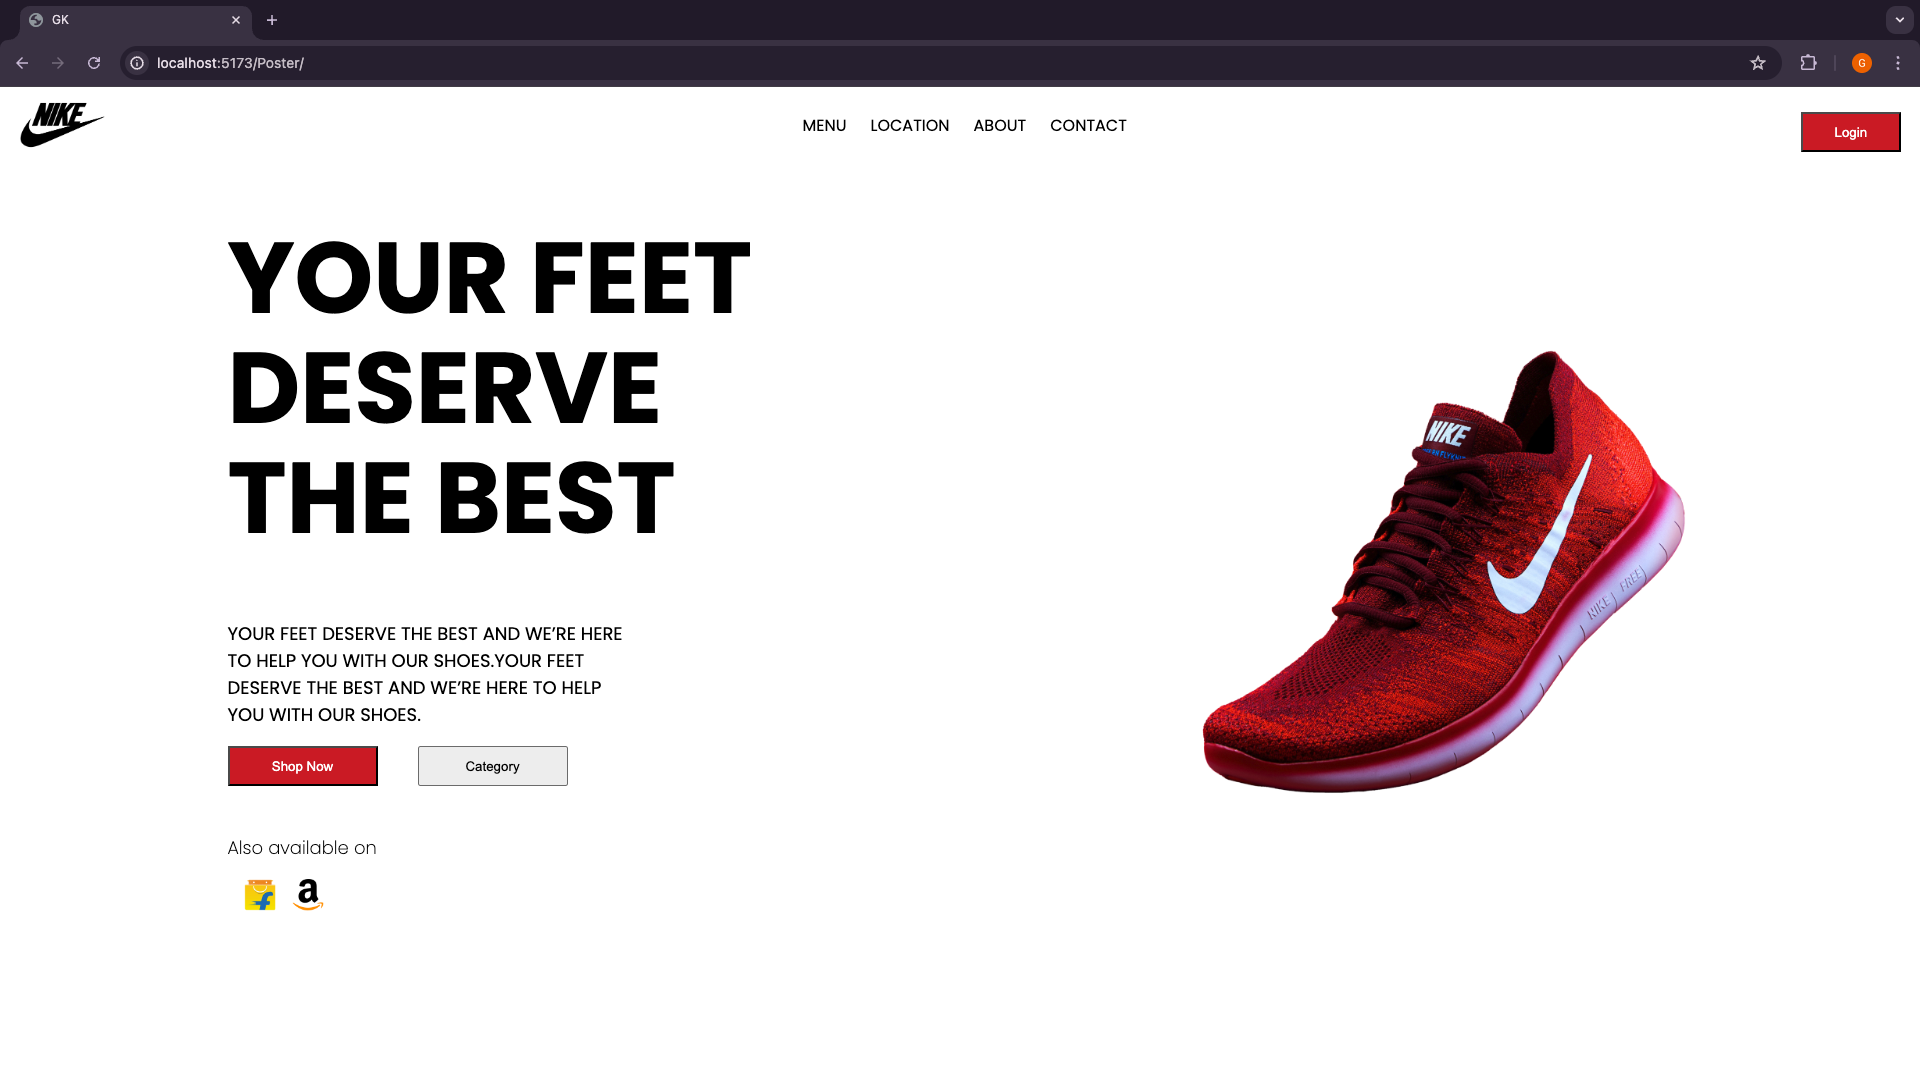 GK
localhost:5173/Poster/
G
NIKE
MENU LOCATION ABOUT CONTACT
Login
YOUR FEET
DESERVE
THE BEST
NIKE
NIKE FREE
YOUR FEET DESERVE THE BEST AND WE’RE HERE
TO HELP YOU WITH OUR SHOES.YOUR FEET
DESERVE THE BEST AND WE’RE HERE TO HELP
YOU WITH OUR SHOES.
Shop Now
Category
Also available on
f
a